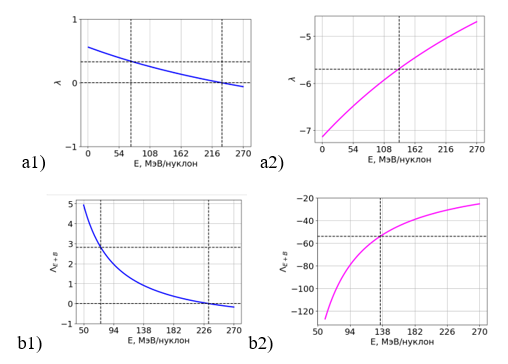 1
0
−1
λ
0 54 108 162 216 270
E, МэВ/нуклон
a1)
−5
−6
−7
λ
0 54 108 162 216 270
E, МэВ/нуклон
a2)
5
4
3
2
1
0
−1
Λ_{E+B}
50 94 138 182 226 270
E, МэВ/нуклон
b1)
−20
−40
−60
−80
−100
−120
Λ_{E+B}
50 94 138 182 226 270
E, МэВ/нуклон
b2)